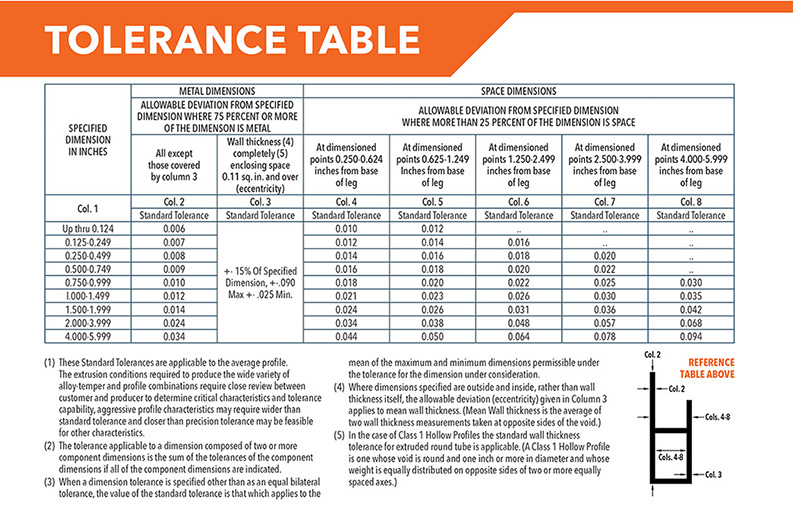 TOLERANCE TABLE
SPECIFIED
DIMENSION
IN INCHES
METAL DIMENSIONS
SPACE DIMENSIONS
ALLOWABLE DEVIATION FROM SPECIFIED
DIMENSION WHERE 75 PERCENT OR MORE
OF THE DIMENSON IS METAL
ALLOWABLE DEVIATION FROM SPECIFIED DIMENSION
WHERE MORE THAN 25 PERCENT OF THE DIMENSION IS SPACE
All except
those covered
by column 3
Wall thickness (4)
completely (5)
enclosing space
0.11 sq. in. and over
(eccentricity)
At dimensioned
points 0.250-0.624
inches from base
of leg
At dimensioned
points 0.625-1.249
Inches from base
of leg
At dimensioned
points 1.250-2.499
inches from base
of leg
At dimensioned
points 2.500-3.999
inches from base
of leg
At dimensioned
points 4.000-5.999
inches from base
of leg
Col. 1
Col. 2 Col. 3 Col. 4 Col. 5 Col. 6 Col. 7 Col. 8
Standard Tolerance Standard Tolerance Standard Tolerance Standard Tolerance Standard Tolerance Standard Tolerance Standard Tolerance
Up thru 0.124 0.006 0.010 0.012 .. .. ..
0.125-0.249 0.007 0.012 0.014 0.016 .. ..
0.250-0.499 0.008 0.014 0.016 0.018 0.020 ..
0.500-0.749 0.009 0.016 0.018 0.020 0.022 ..
0.750-0.999 0.010 0.018 0.020 0.022 0.025 0.030
I.000-1.499 0.012 0.021 0.023 0.026 0.030 0.035
1.500-1.999 0.014 0.024 0.026 0.031 0.036 0.042
2.000-3.999 0.024 0.034 0.038 0.048 0.057 0.068
4.000-5.999 0.034 0.044 0.050 0.064 0.078 0.094
+- 15% Of Specified
Dimension, +-.090
Max +- .025 Min.
(1) These Standard Tolerances are applicable to the average profile.
The extrusion conditions required to produce the wide variety of
alloy-temper and profile combinations require close review between
customer and producer to determine critical characteristics and tolerance
capability, aggressive profile characteristics may require wider than
standard tolerance and closer than precision tolerance may be feasible
for other characteristics.
(2) The tolerance applicable to a dimension composed of two or more
component dimensions is the sum of the tolerances of the component
dimensions if all of the component dimensions are indicated.
(3) When a dimension tolerance is specified other than as an equal bilateral
tolerance, the value of the standard tolerance is that which applies to the
mean of the maximum and minimum dimensions permissible under
the tolerance for the dimension under consideration.
(4) Where dimensions specified are outside and inside, rather than wall
thickness itself, the allowable deviation (eccentricity) given in Column 3
applies to mean wall thickness. (Mean Wall thickness is the average of
two wall thickness measurements taken at opposite sides of the void.)
(5) In the case of Class 1 Hollow Profiles the standard wall thickness
tolerance for extruded round tube is applicable. (A Class 1 Hollow Profile
is one whose void is round and one inch or more in diameter and whose
weight is equally distributed on opposite sides of two or more equally
spaced axes.)
Col. 2
REFERENCE
TABLE ABOVE
Col. 2
Cols. 4-8
Cols. 4-8
Col. 3